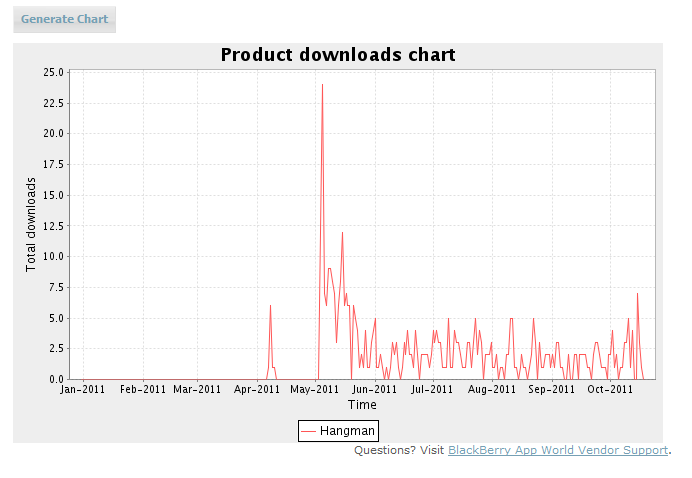 Generate Chart
Product downloads chart
25.0
22.5
20.0
17.5
15.0
12.5
10.0
7.5
5.0
2.5
0.0
Total downloads
Jan-2011 Feb-2011 Mar-2011 Apr-2011 May-2011 Jun-2011 Jul-2011 Aug-2011 Sep-2011 Oct-2011
Time
Hangman
Questions? Visit BlackBerry App World Vendor Support.